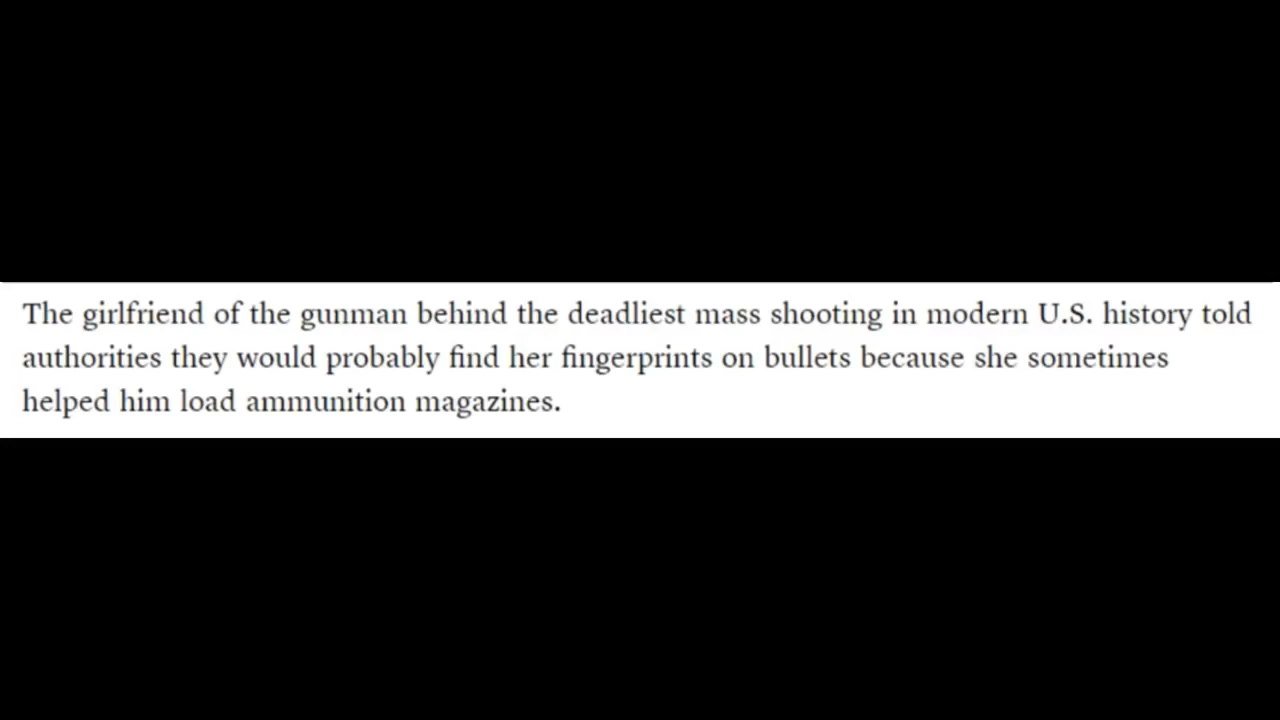 The girlfriend of the gunman behind the deadliest mass shooting in modern U.S. history told
authorities they would probably find her fingerprints on bullets because she sometimes
helped him load ammunition magazines.